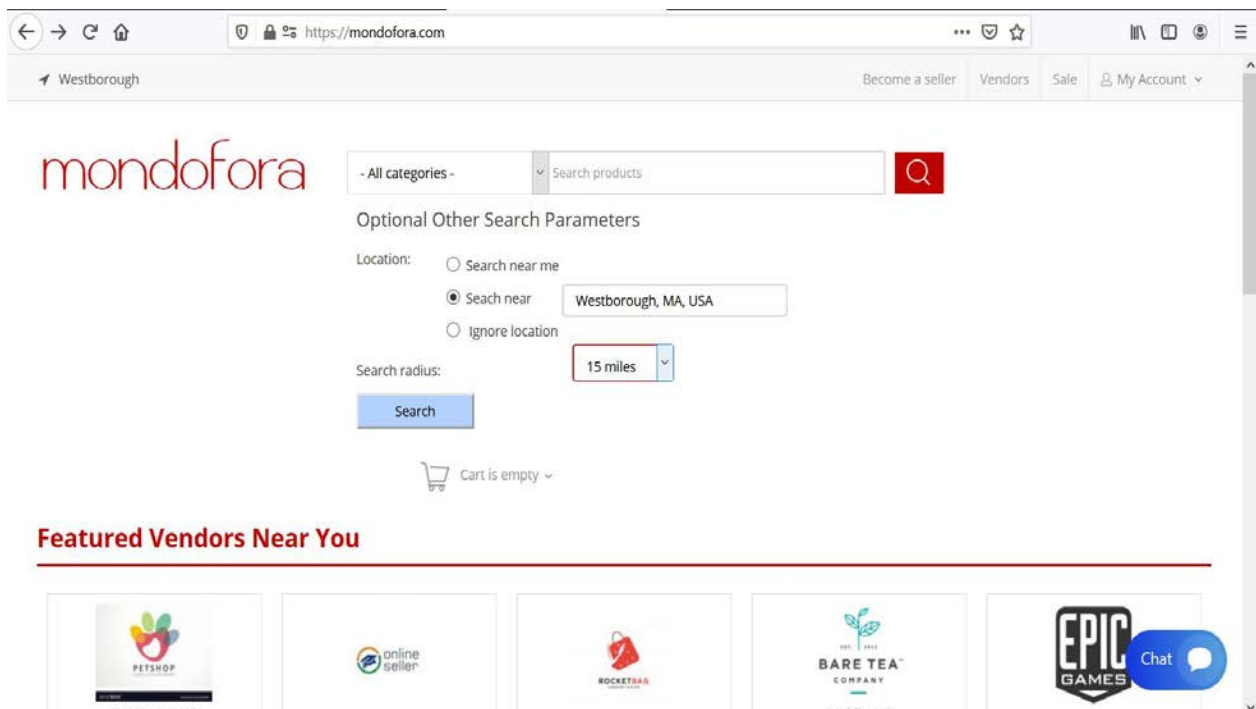 https://mondofora.com
Westborough
Become a seller Vendors Sale My Account
mondofora
- All categories - Search products
Optional Other Search Parameters
Location:
Search near me
Seach near Westborough, MA, USA
Ignore location
Search radius: 15 miles
Search
Cart is empty
Featured Vendors Near You
PETSHOP
online
seller
ROCKETBAG
BARE TEA
COMPANY
EPIC
GAMES
Chat